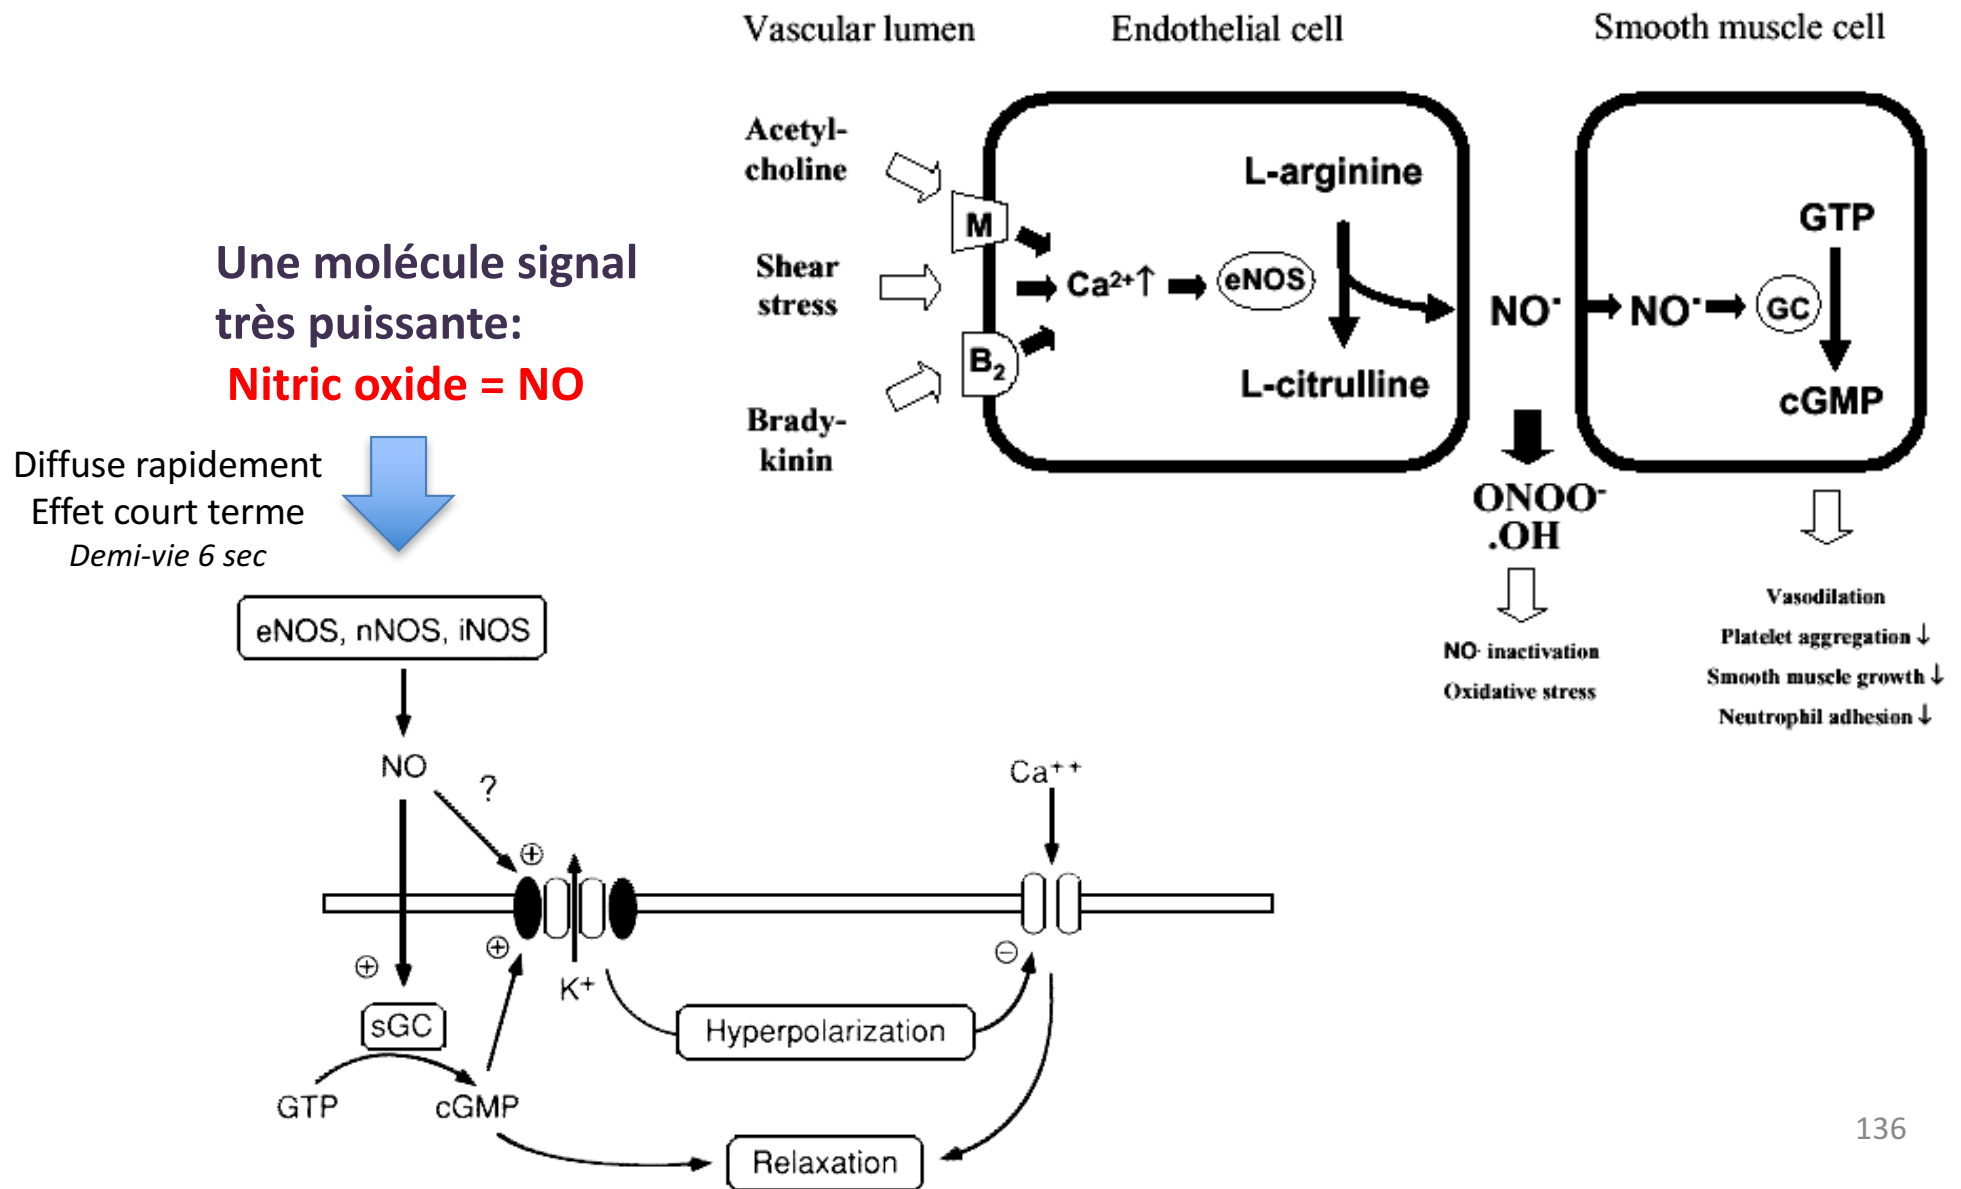 Vascular lumen
Endothelial cell
Smooth muscle cell
Acetyl-
choline
Shear
stress
Brady-
kinin
M
B₂
Ca²⁺↑
eNOS
L-arginine
L-citrulline
NO·
NO·
GC
GTP
cGMP
ONOO⁻
.OH
NO· inactivation
Oxidative stress
Vasodilation
Platelet aggregation ↓
Smooth muscle growth ↓
Neutrophil adhesion ↓
Une molécule signal
très puissante:
Nitric oxide = NO
Diffuse rapidement
Effet court terme
Demi-vie 6 sec
eNOS, nNOS, iNOS
NO
?
Ca⁺⁺
⊕
⊕
⊕
⊖
K⁺
sGC
Hyperpolarization
GTP
cGMP
Relaxation
136